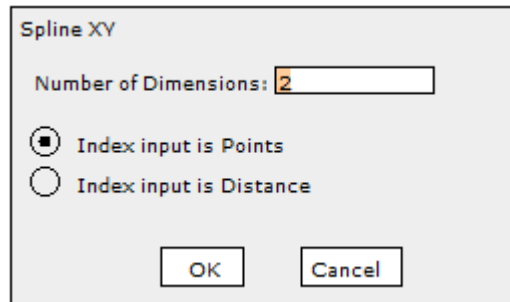 Spline XY
Number of Dimensions: 2
Index input is Points
Index input is Distance
OK Cancel